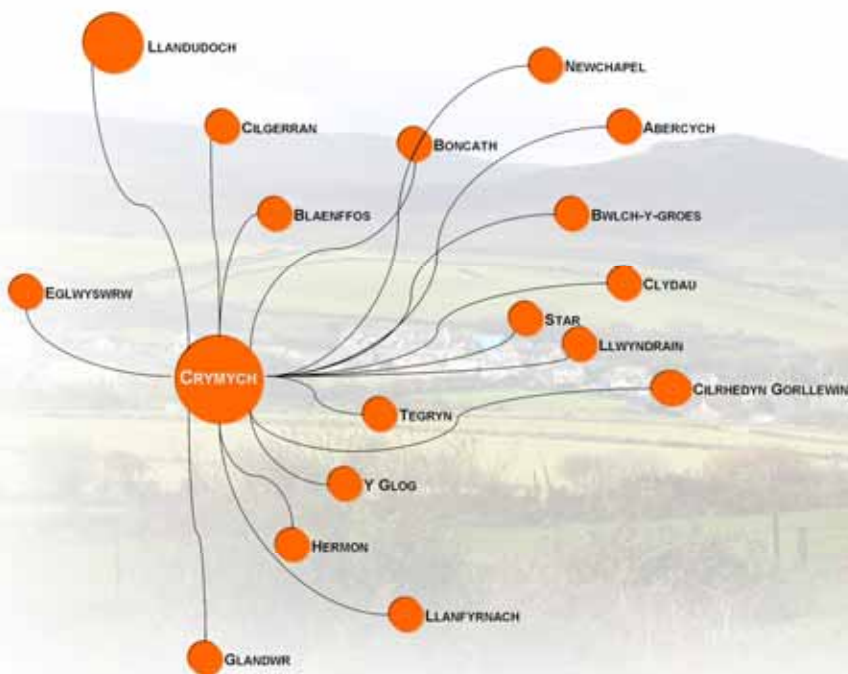 Llandudoch
Newchapel
Cilgerran
Abercych
Boncath
Blaenffos
Bwlch-y-groes
Eglwyswrw
Clydau
Star
Llwyndrain
Crymych
Cilrhedyn Gorllewin
Tegryn
Y Glog
Hermon
Llanfyrnach
Glandwr